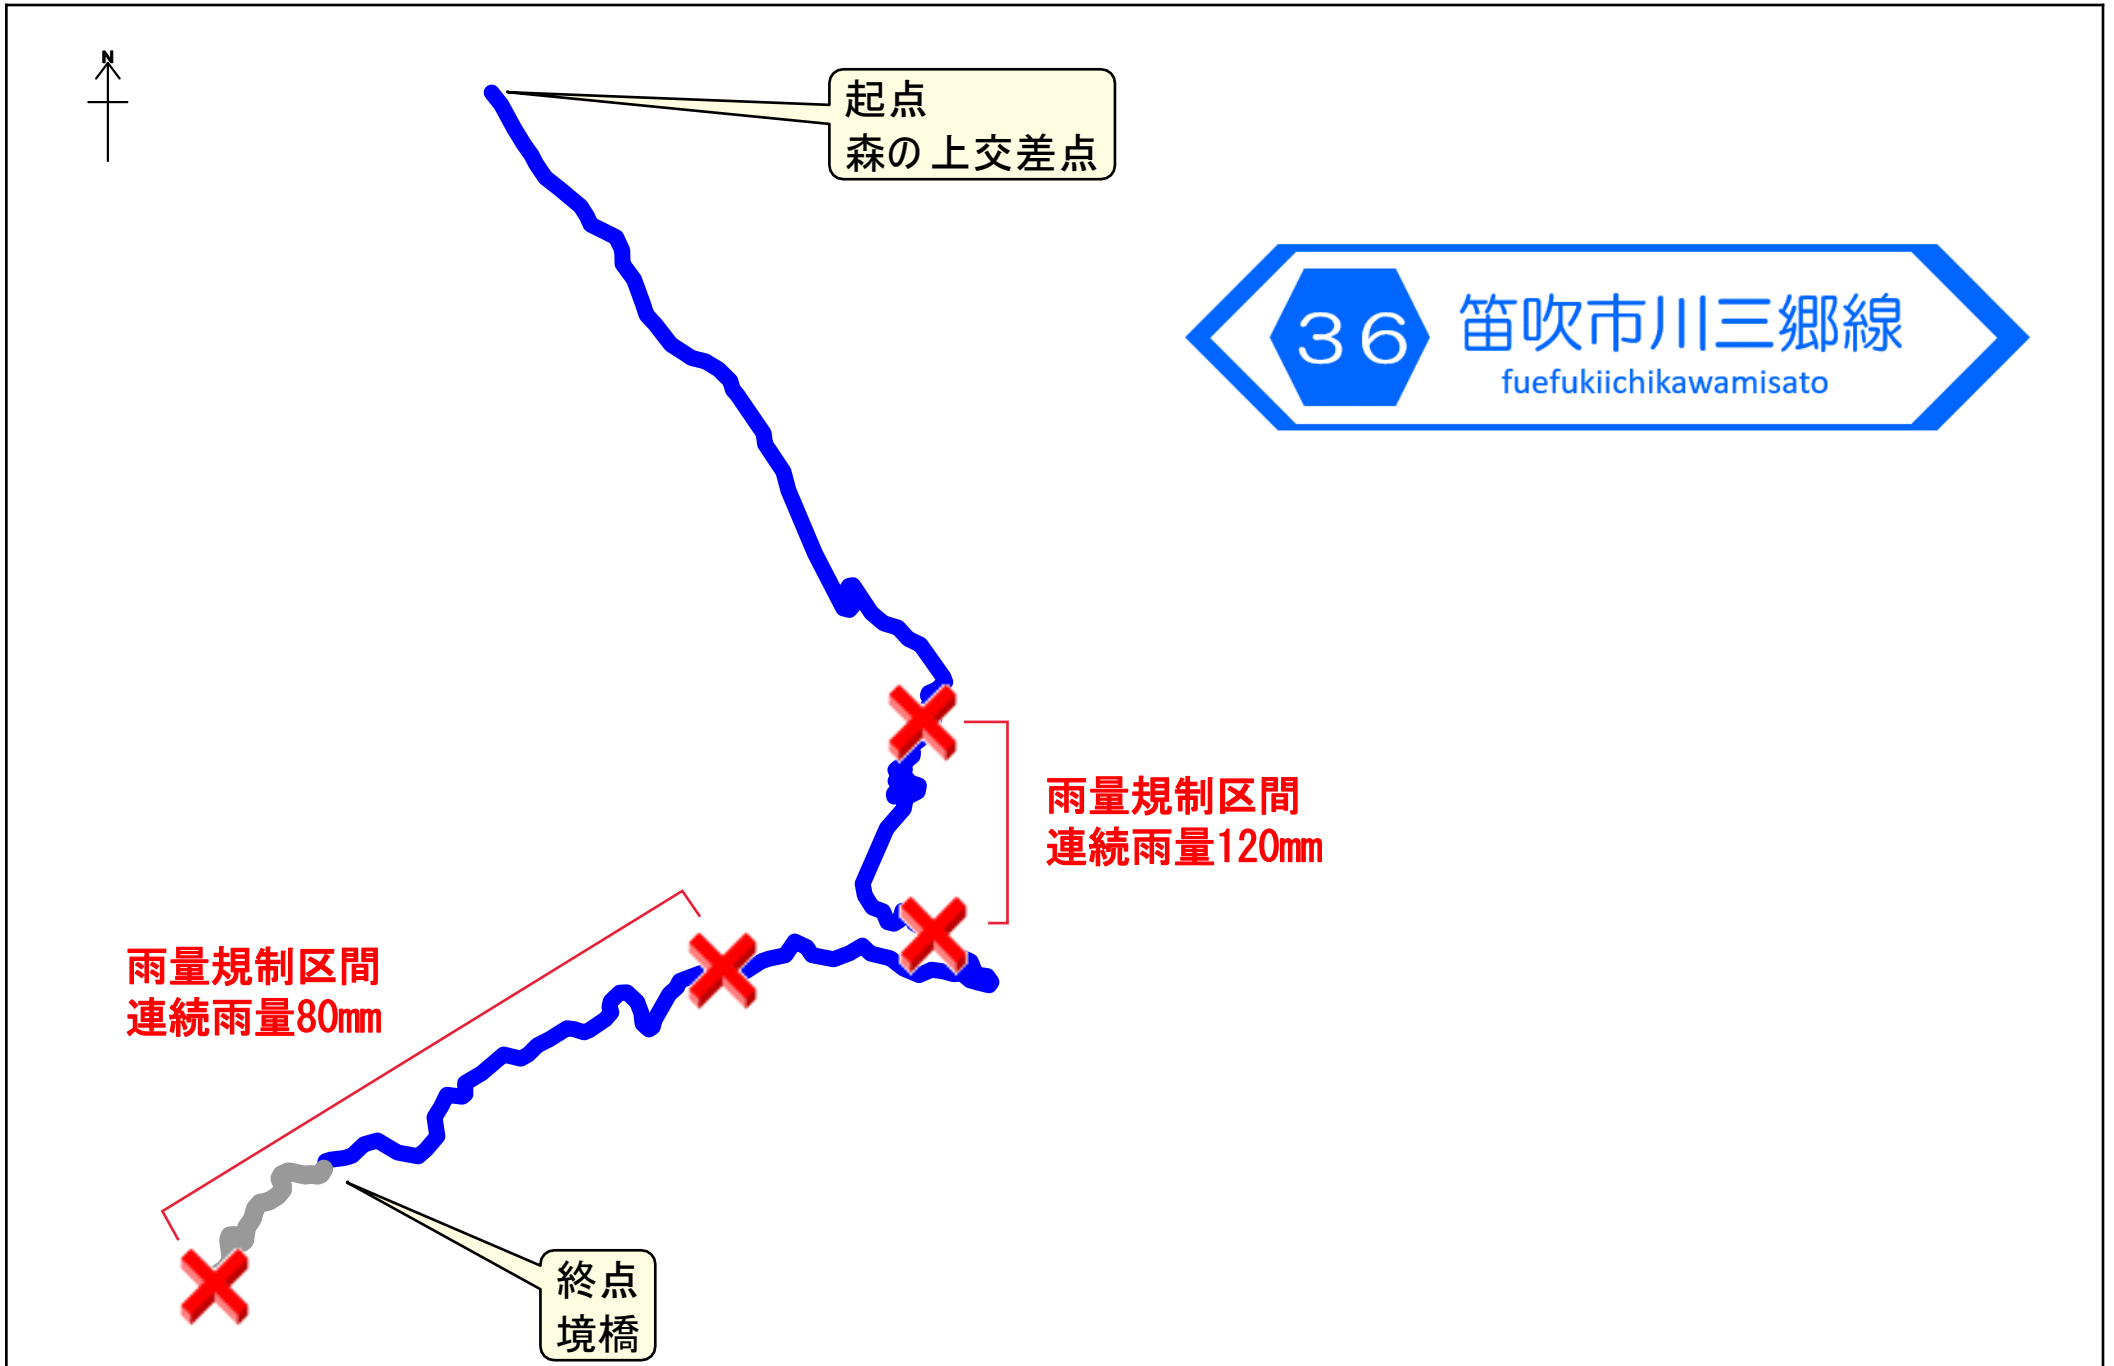 N
起点
森の上交差点
36 笛吹市川三郷線
fuefukiichikawamisato
雨量規制区間
連続雨量120mm
雨量規制区間
連続雨量80mm
終点
境橋